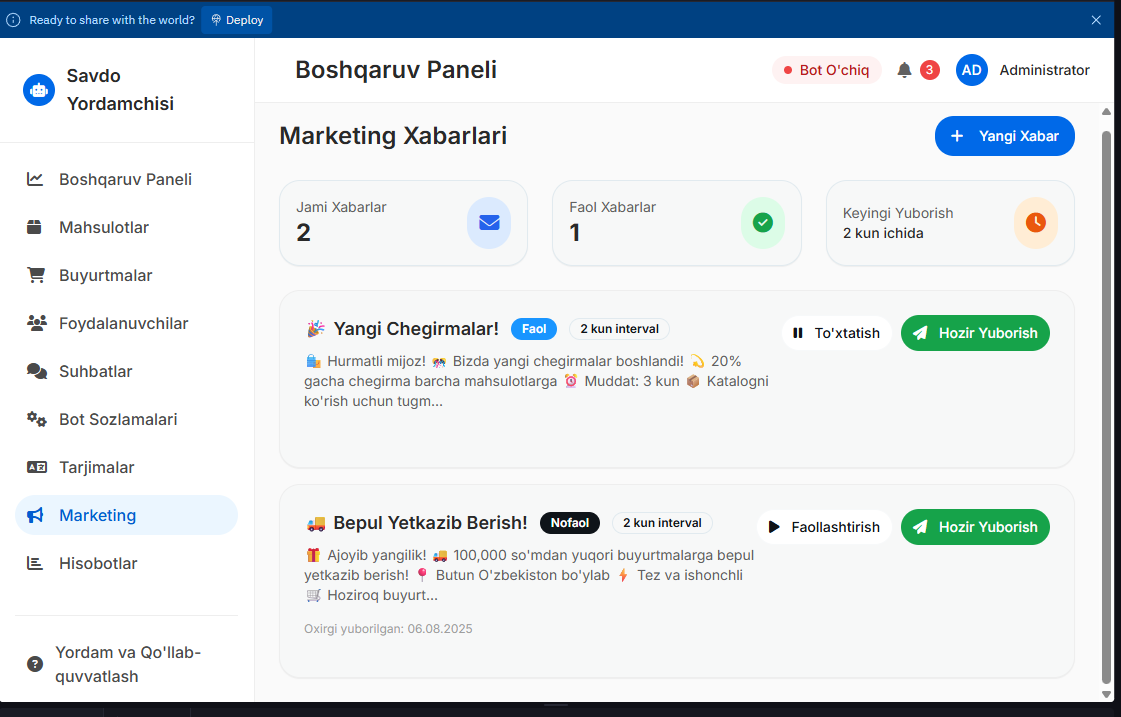 Ready to share with the world? Deploy
Savdo
Yordamchisi
Boshqaruv Paneli
Bot O'chiq
3
AD
Administrator
Boshqaruv Paneli
Mahsulotlar
Buyurtmalar
Foydalanuvchilar
Suhbatlar
Bot Sozlamalari
Tarjimalar
Marketing
Hisobotlar
Yordam va Qo'llab-
quvvatlash
Marketing Xabarlari
+ Yangi Xabar
Jami Xabarlar
2
Faol Xabarlar
1
Keyingi Yuborish
2 kun ichida
🎉 Yangi Chegirmalar! Faol 2 kun interval
To'xtatish
Hozir Yuborish
🛍️ Hurmatli mijoz! 🎊 Bizda yangi chegirmalar boshlandi! 💫 20%
gacha chegirma barcha mahsulotlarga ⏰ Muddat: 3 kun 📦 Katalogni
ko'rish uchun tugm...
🚚 Bepul Yetkazib Berish! Nofaol 2 kun interval
Faollashtirish
Hozir Yuborish
🎁 Ajoyib yangilik! 🚚 100,000 so'mdan yuqori buyurtmalarga bepul
yetkazib berish! 📍 Butun O'zbekiston bo'ylab ⚡ Tez va ishonchli
🛒 Hoziroq buyurt...
Oxirgi yuborilgan: 06.08.2025